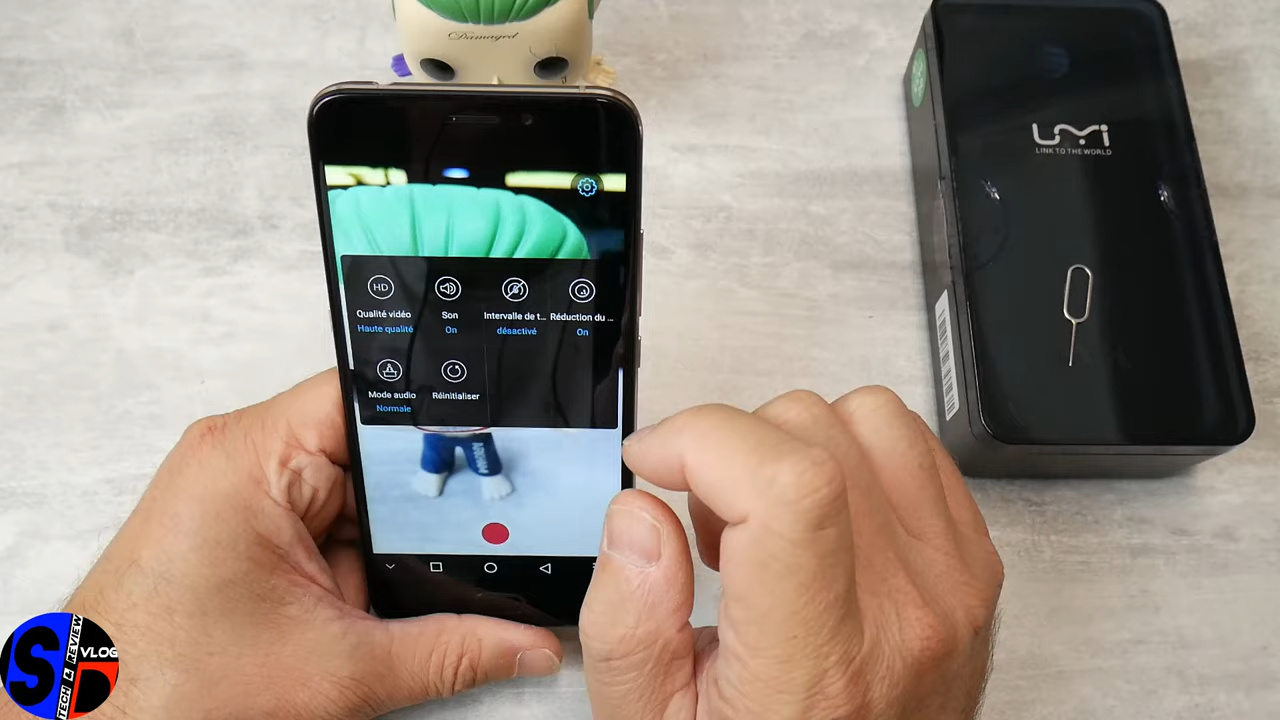 Damaged
UMi
LINK TO THE WORLD
HD
Qualité vidéo
Haute qualité
Son
On
Intervalle de t...
désactivé
Réduction du ...
On
Mode audio
Normale
Réinitialiser
SD
TECH & REVIEW
VLOG